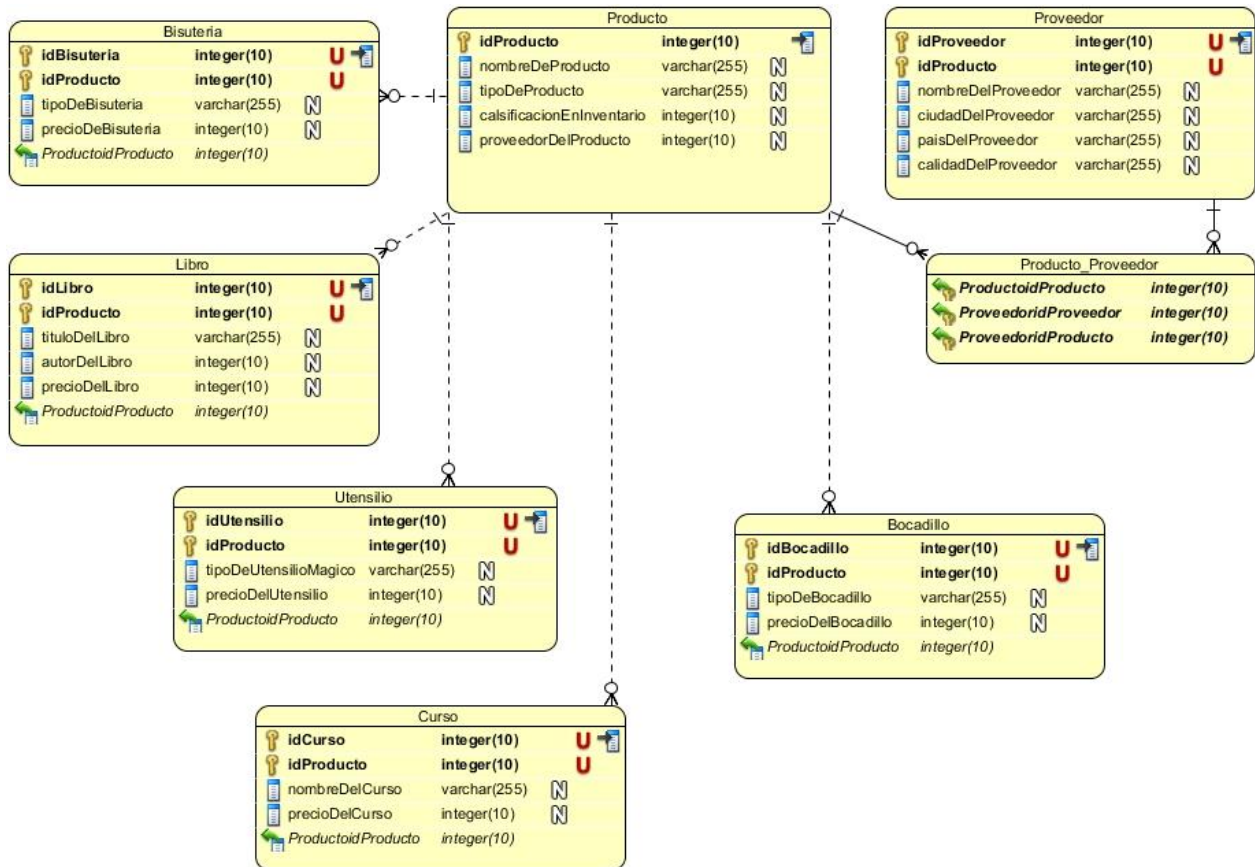 Bisuteria
idBisuteria integer(10) U
idProducto integer(10) U
tipoDeBisuteria varchar(255) N
precioDeBisuteria integer(10) N
ProductoidProducto integer(10)
Producto
idProducto integer(10)
nombreDeProducto varchar(255) N
tipoDeProducto varchar(255) N
calsificacionEnInventario integer(10) N
proveedorDelProducto integer(10) N
Proveedor
idProveedor integer(10) U
idProducto integer(10) U
nombreDelProveedor varchar(255) N
ciudadDelProveedor varchar(255) N
paisDelProveedor varchar(255) N
calidadDelProveedor varchar(255) N
Libro
idLibro integer(10) U
idProducto integer(10) U
tituloDelLibro varchar(255) N
autorDelLibro integer(10) N
precioDelLibro integer(10) N
ProductoidProducto integer(10)
Producto_Proveedor
ProductoidProducto integer(10)
ProveedoridProveedor integer(10)
ProveedoridProducto integer(10)
Utensilio
idUtensilio integer(10) U
idProducto integer(10) U
tipoDeUtensilioMagico varchar(255) N
precioDelUtensilio integer(10) N
ProductoidProducto integer(10)
Bocadillo
idBocadillo integer(10) U
idProducto integer(10) U
tipoDeBocadillo varchar(255) N
precioDelBocadillo integer(10) N
ProductoidProducto integer(10)
Curso
idCurso integer(10) U
idProducto integer(10) U
nombreDelCurso varchar(255) N
precioDelCurso integer(10) N
ProductoidProducto integer(10)